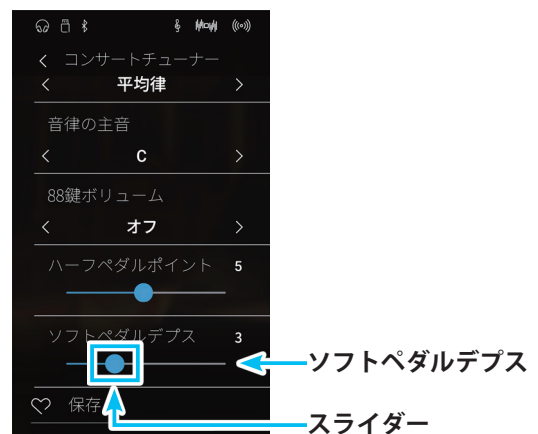 コンサートチューナー
平均律
音律の主音
C
88鍵ボリューム
オフ
ハーフペダルポイント 5
ソフトペダルデプス 3
ソフトペダルデプス
保存
スライダー